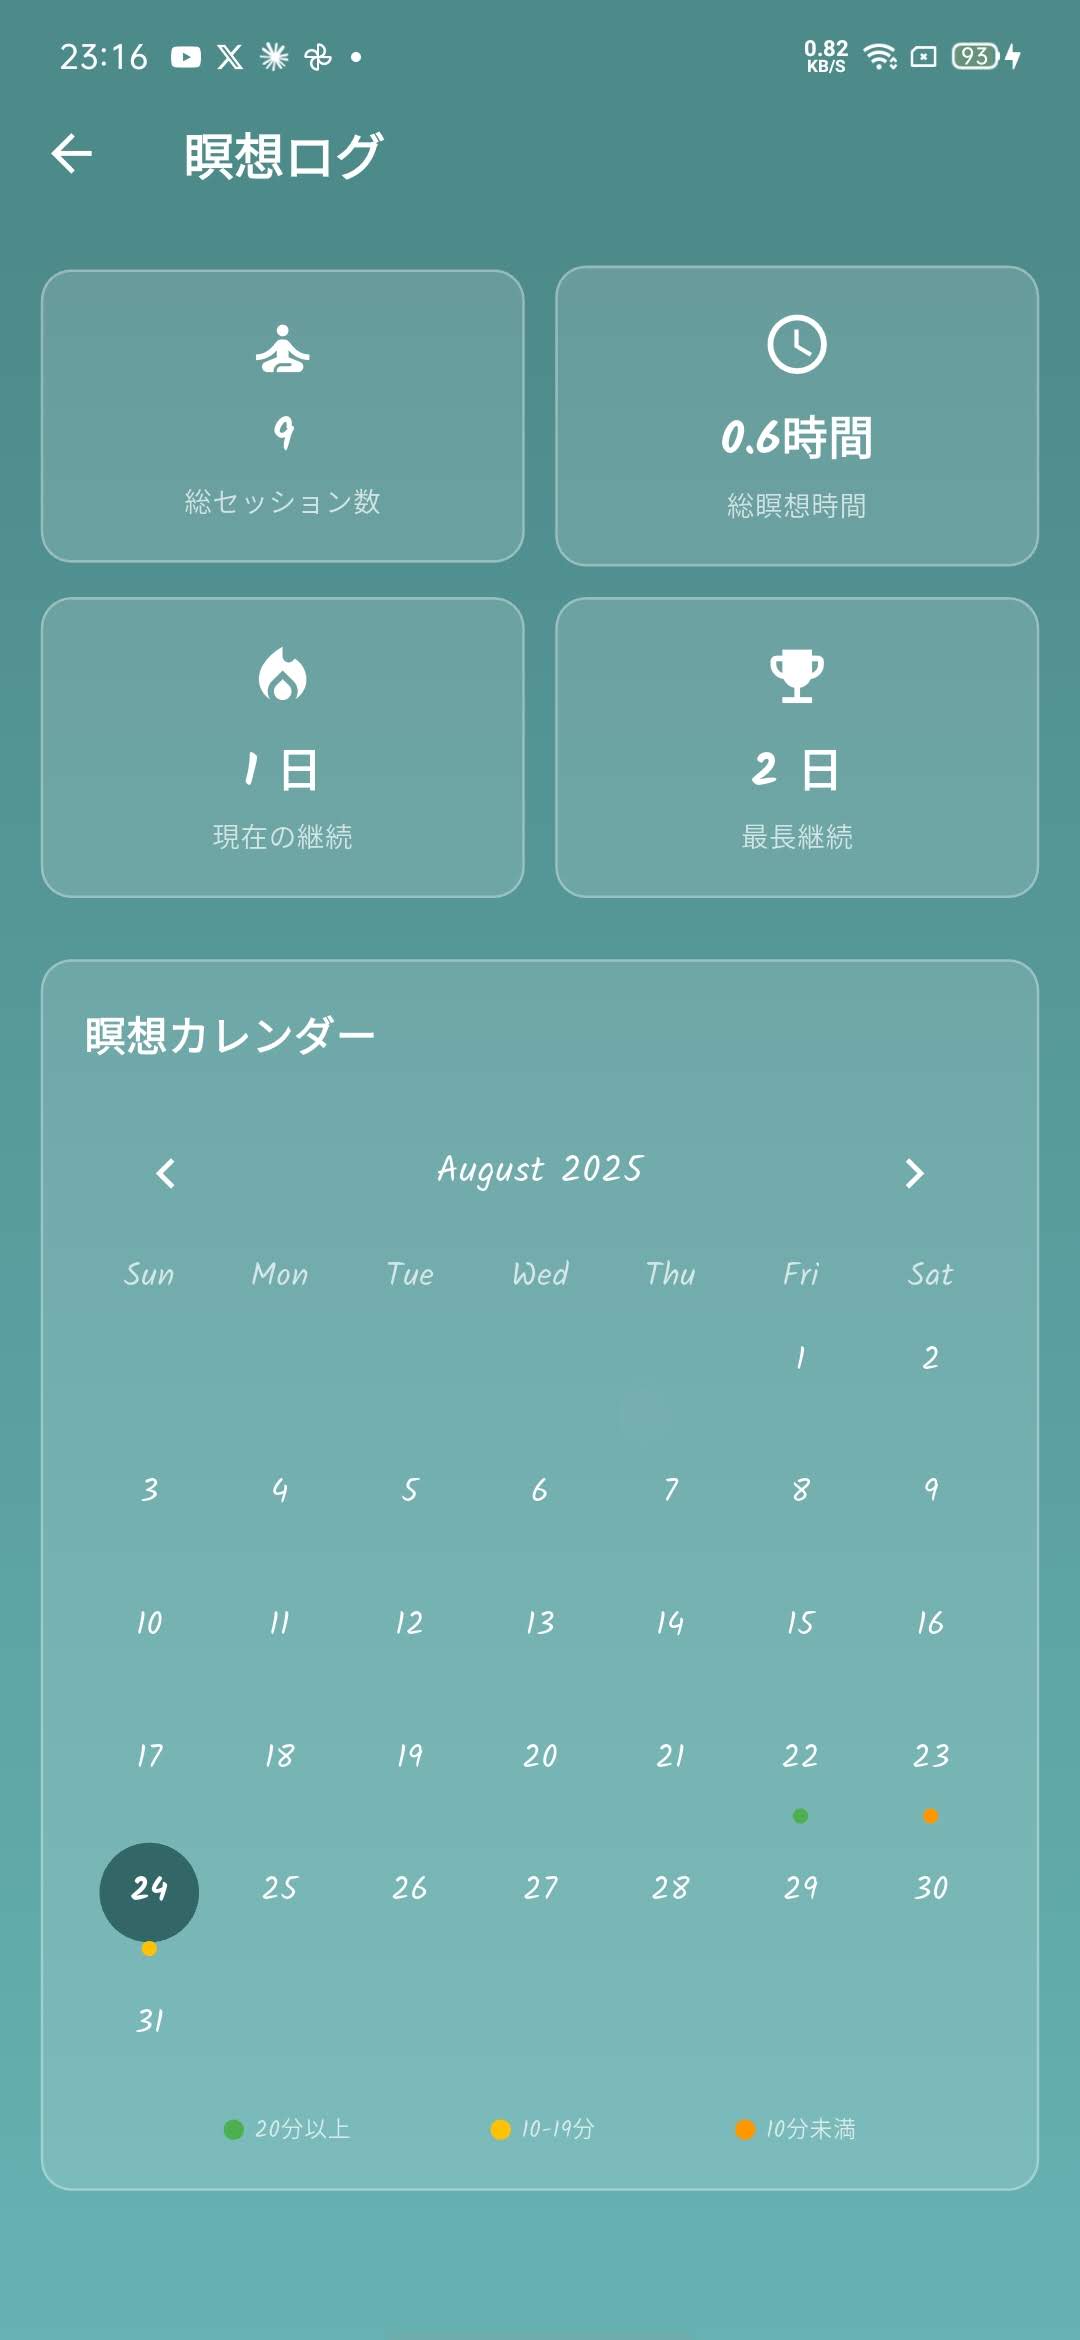 23:16 0.82 KB/S 93
瞑想ログ
9
総セッション数
0.6時間
総瞑想時間
1 日
現在の継続
2 日
最長継続
瞑想カレンダー
August 2025
Sun Mon Tue Wed Thu Fri Sat
1 2
3 4 5 6 7 8 9
10 11 12 13 14 15 16
17 18 19 20 21 22 23
24 25 26 27 28 29 30
31
20分以上 10-19分 10分未満